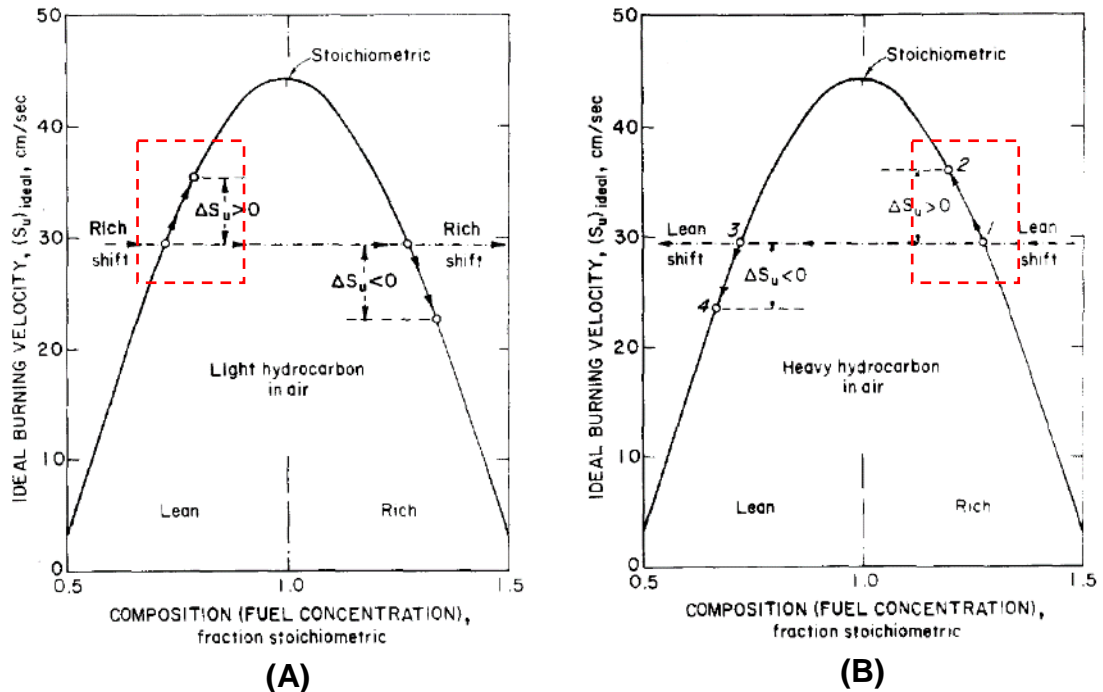 50
40
30
20
10
0
0.5
1.0
1.5
IDEAL BURNING VELOCITY, (Su)ideal, cm/sec
Stoichiometric
ΔSu>0
Rich
shift
Rich
shift
ΔSu<0
Light hydrocarbon
in air
Lean
Rich
COMPOSITION (FUEL CONCENTRATION),
fraction stoichiometric
(A)
50
40
30
20
10
0
0.5
1.0
1.5
IDEAL BURNING VELOCITY, (Su)ideal, cm/sec
Stoichiometric
2
ΔSu>0
1
Lean
shift
3
Lean
shift
ΔSu<0
4
Heavy hydrocarbon
in air
Lean
Rich
COMPOSITION (FUEL CONCENTRATION),
fraction stoichiometric
(B)